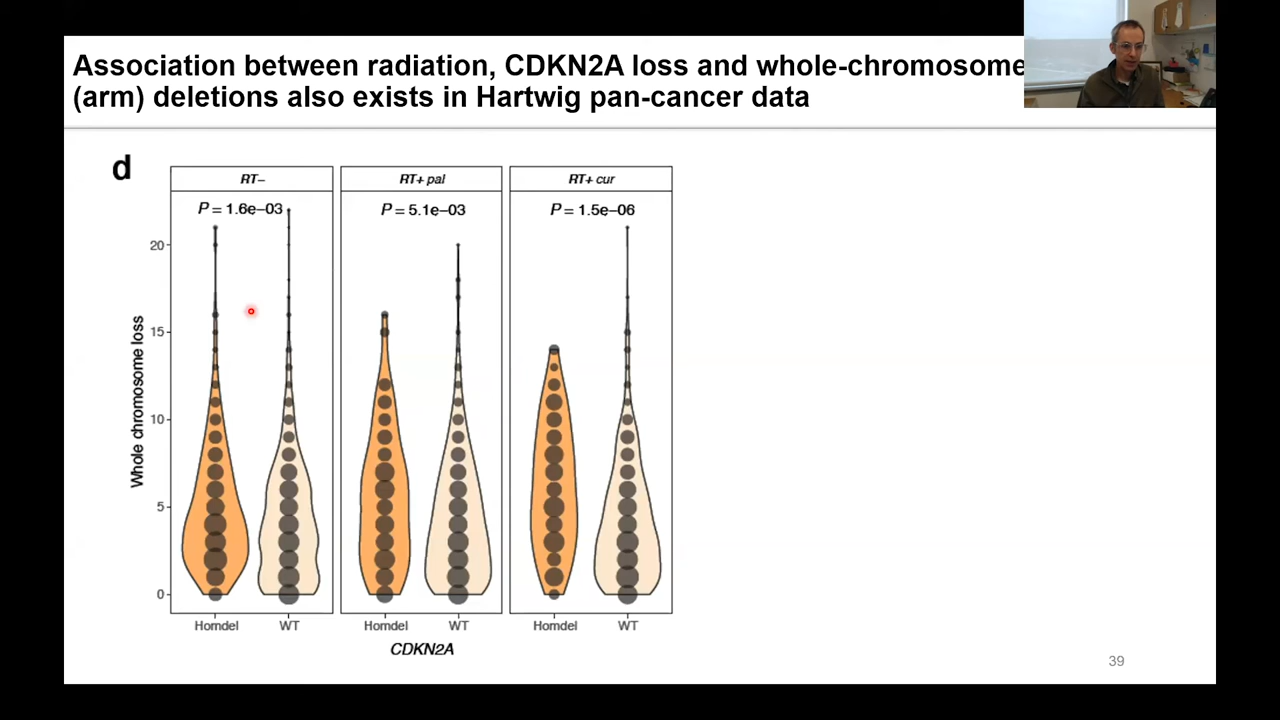 Association between radiation, CDKN2A loss and whole-chromosome
(arm) deletions also exists in Hartwig pan-cancer data
d
RT–
RT+ pal
RT+ cur
P = 1.6e–03
P = 5.1e–03
P = 1.5e–06
Whole chromosome loss
20
15
10
5
0
Homdel
WT
Homdel
WT
Homdel
WT
CDKN2A
39